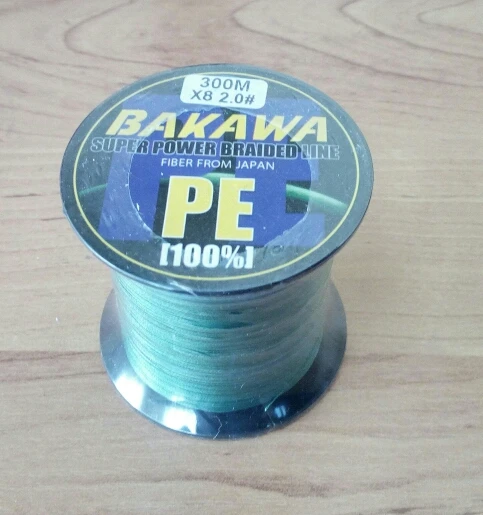 300M
X8 2.0#
BAKAWA
SUPER POWER BRAIDED LINE
FIBER FROM JAPAN
PE
[100%]